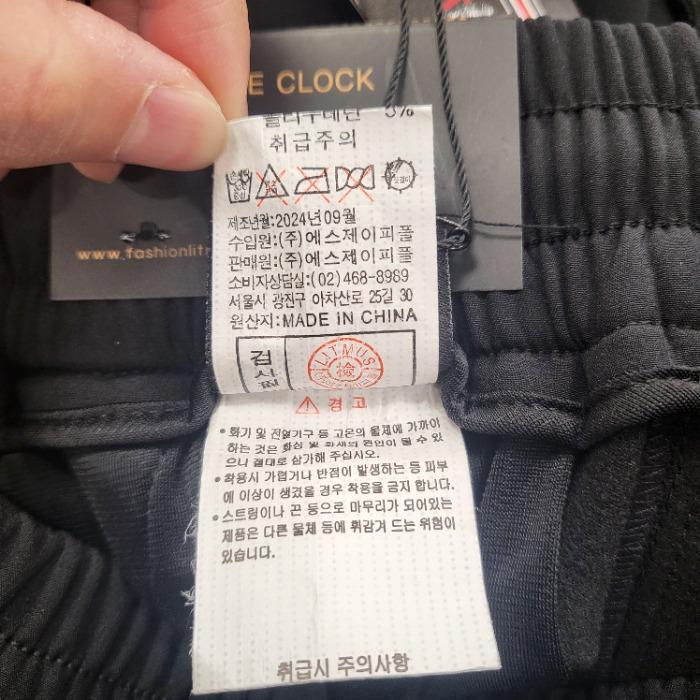 E CLOCK
www.fashionlit
폴리우레탄 5%
취급주의
제조년월:2024년09월
수입원:(주)에스제이피플
판매원:(주)에스제이피플
소비자상담실:(02)468-8989
서울시 광진구 아차산로 25길 30
원산지:MADE IN CHINA
검사필
LITMUS
檢
경고
• 화기 및 전열기구 등 고온의 물체에 가까이
하는 것은 화상 및 화재의 원인이 될 수 있
으니 절대로 삼가해 주십시오.
• 착용시 가렵거나 반점이 발생하는 등 피부
에 이상이 생겼을 경우 착용을 금지 합니다.
• 스트링이나 끈 등으로 마무리가 되어있는
제품은 다른 물체 등에 휘감겨 드는 위험이
있습니다.
취급시 주의사항